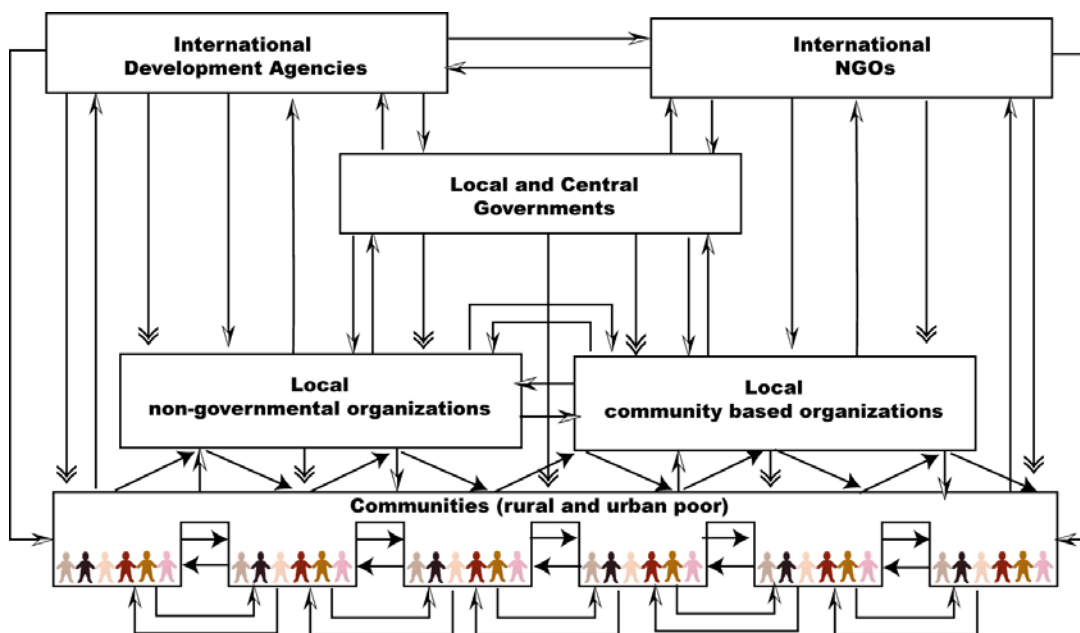 International
Development Agencies
International
NGOs
Local and Central
Governments
Local
non-governmental organizations
Local
community based organizations
Communities (rural and urban poor)